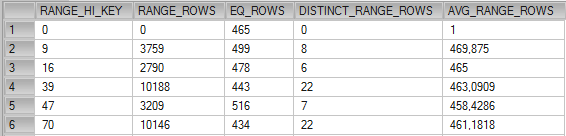 RANGE_HI_KEY RANGE_ROWS EQ_ROWS DISTINCT_RANGE_ROWS AVG_RANGE_ROWS
1 0 0 465 0 1
2 9 3759 499 8 469,875
3 16 2790 478 6 465
4 39 10188 443 22 463,0909
5 47 3209 516 7 458,4286
6 70 10146 434 22 461,1818